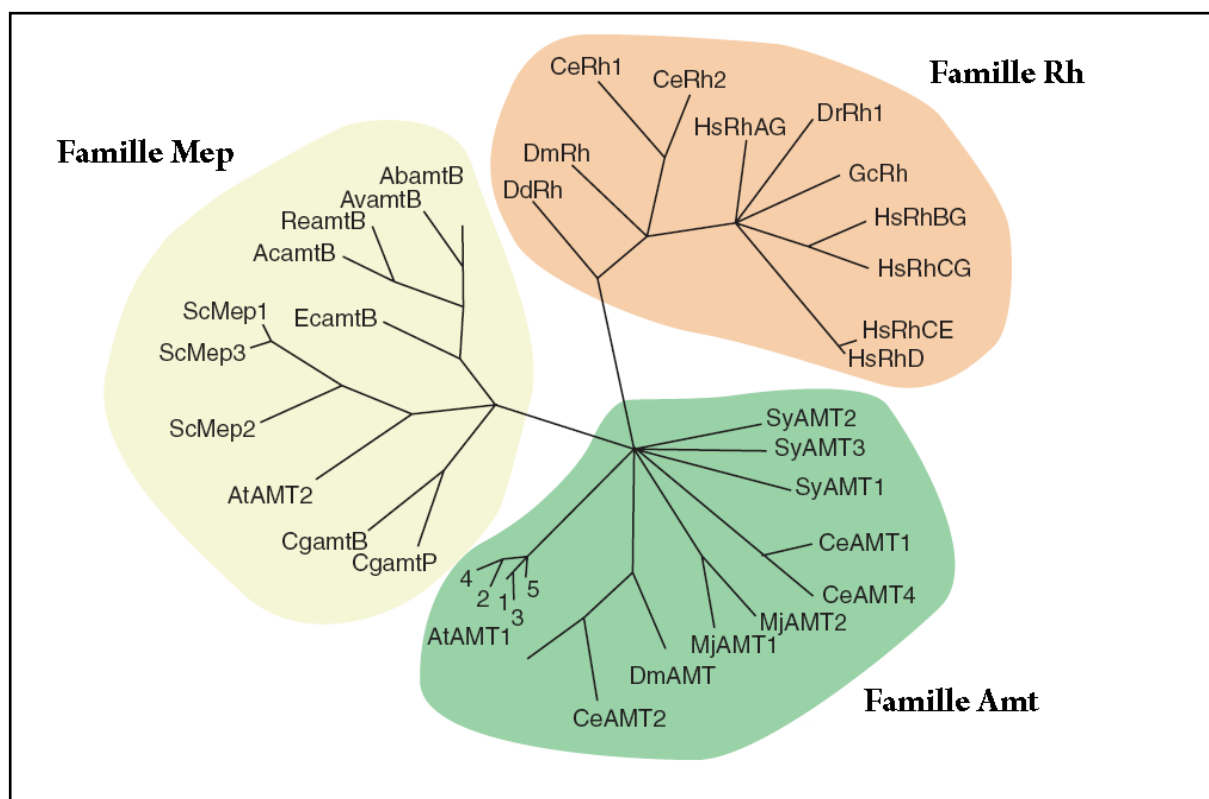 Famille Rh
CeRh1
CeRh2
HsRhAG
DrRh1
DmRh
GcRh
DdRh
HsRhBG
HsRhCG
HsRhCE
HsRhD
Famille Mep
AbamtB
AvamtB
ReamtB
AcamtB
ScMep1
EcamtB
ScMep3
ScMep2
AtAMT2
CgamtB
CgamtP
SyAMT2
SyAMT3
SyAMT1
CeAMT1
CeAMT4
MjAMT2
MjAMT1
DmAMT
CeAMT2
4
2
1
3
5
AtAMT1
Famille Amt